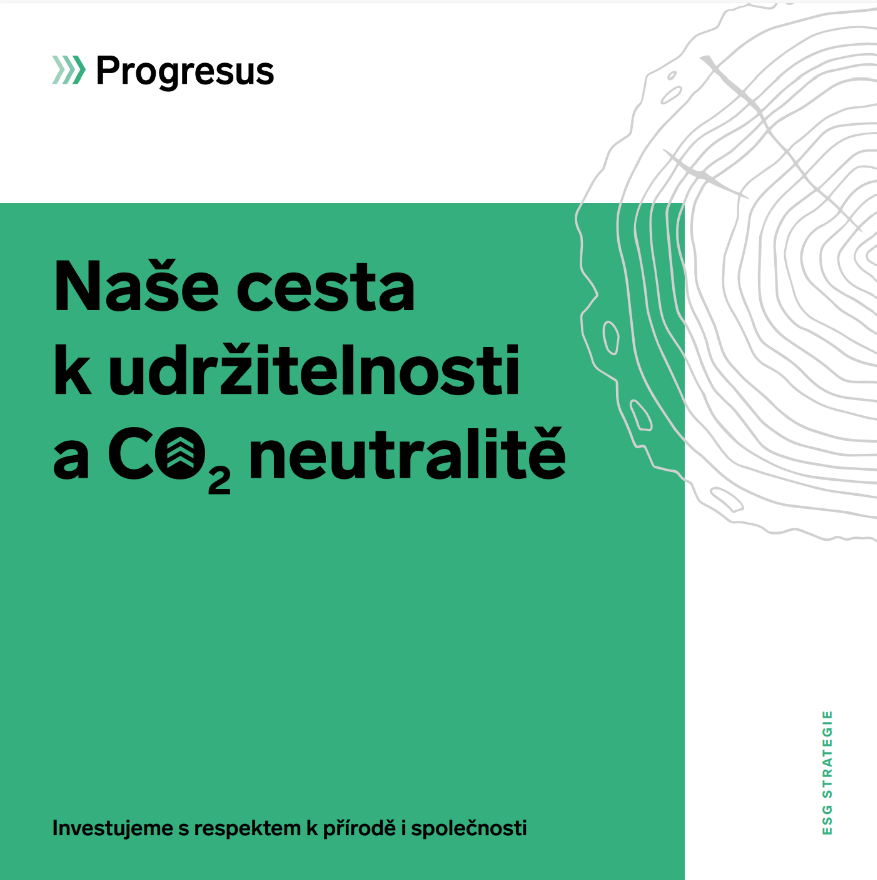 Progresus
Naše cesta
k udržitelnosti
a CO₂ neutralitě
Investujeme s respektem k přírodě i společnosti
ESG STRATEGIE